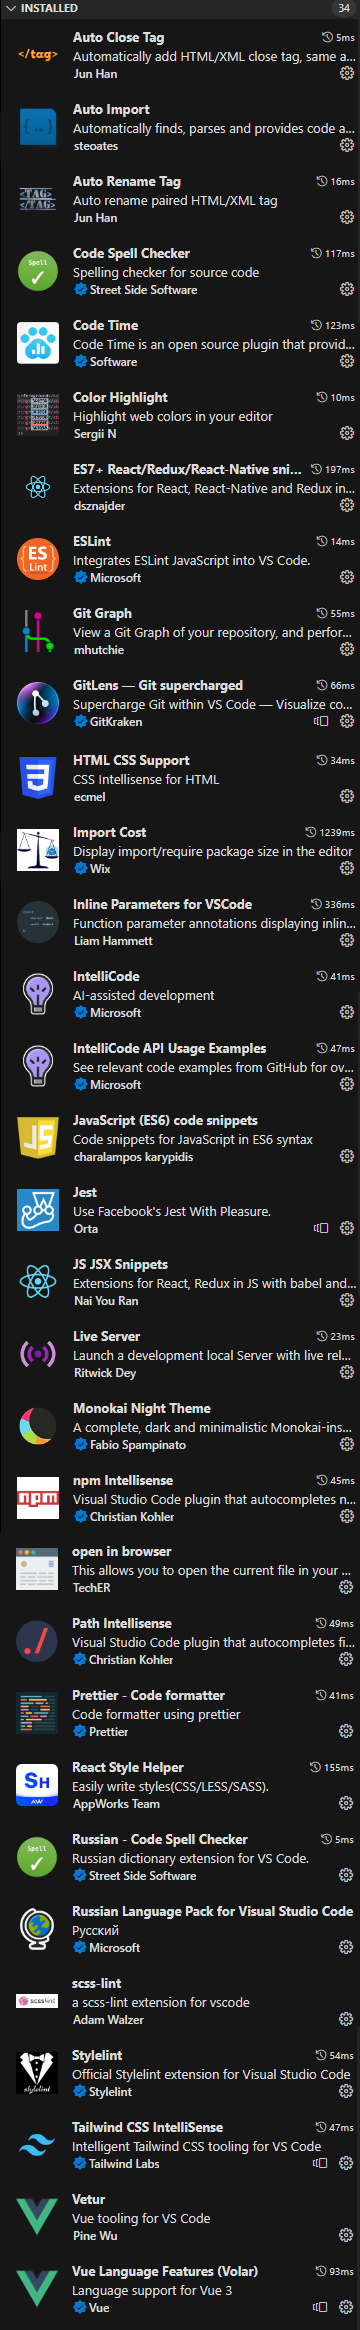 INSTALLED 34
Auto Close Tag 5ms
Automatically add HTML/XML close tag, same a...
Jun Han
Auto Import
Automatically finds, parses and provides code a...
steoates
Auto Rename Tag 16ms
Auto rename paired HTML/XML tag
Jun Han
Code Spell Checker 117ms
Spelling checker for source code
Street Side Software
Code Time 123ms
Code Time is an open source plugin that provid...
Software
Color Highlight 10ms
Highlight web colors in your editor
Sergii N
ES7+ React/Redux/React-Native sni... 197ms
Extensions for React, React-Native and Redux in...
dsznajder
ESLint 14ms
Integrates ESLint JavaScript into VS Code.
Microsoft
Git Graph 55ms
View a Git Graph of your repository, and perfor...
mhutchie
GitLens — Git supercharged 66ms
Supercharge Git within VS Code — Visualize co...
GitKraken
HTML CSS Support 34ms
CSS Intellisense for HTML
ecmel
Import Cost 1239ms
Display import/require package size in the editor
Wix
Inline Parameters for VSCode 336ms
Function parameter annotations displaying inlin...
Liam Hammett
IntelliCode 41ms
AI-assisted development
Microsoft
IntelliCode API Usage Examples 47ms
See relevant code examples from GitHub for ov...
Microsoft
JavaScript (ES6) code snippets
Code snippets for JavaScript in ES6 syntax
charalampos karypidis
Jest
Use Facebook's Jest With Pleasure.
Orta
JS JSX Snippets
Extensions for React, Redux in JS with babel and...
Nai You Ran
Live Server 23ms
Launch a development local Server with live rel...
Ritwick Dey
Monokai Night Theme
A complete, dark and minimalistic Monokai-ins...
Fabio Spampinato
npm Intellisense 45ms
Visual Studio Code plugin that autocompletes n...
Christian Kohler
open in browser
This allows you to open the current file in your ...
TechER
Path Intellisense 49ms
Visual Studio Code plugin that autocompletes fi...
Christian Kohler
Prettier - Code formatter 41ms
Code formatter using prettier
Prettier
React Style Helper 155ms
Easily write styles(CSS/LESS/SASS).
AppWorks Team
Russian - Code Spell Checker 5ms
Russian dictionary extension for VS Code.
Street Side Software
Russian Language Pack for Visual Studio Code
Русский
Microsoft
scss-lint
a scss-lint extension for vscode
Adam Walzer
Stylelint 54ms
Official Stylelint extension for Visual Studio Code
Stylelint
Tailwind CSS IntelliSense 47ms
Intelligent Tailwind CSS tooling for VS Code
Tailwind Labs
Vetur
Vue tooling for VS Code
Pine Wu
Vue Language Features (Volar) 93ms
Language support for Vue 3
Vue